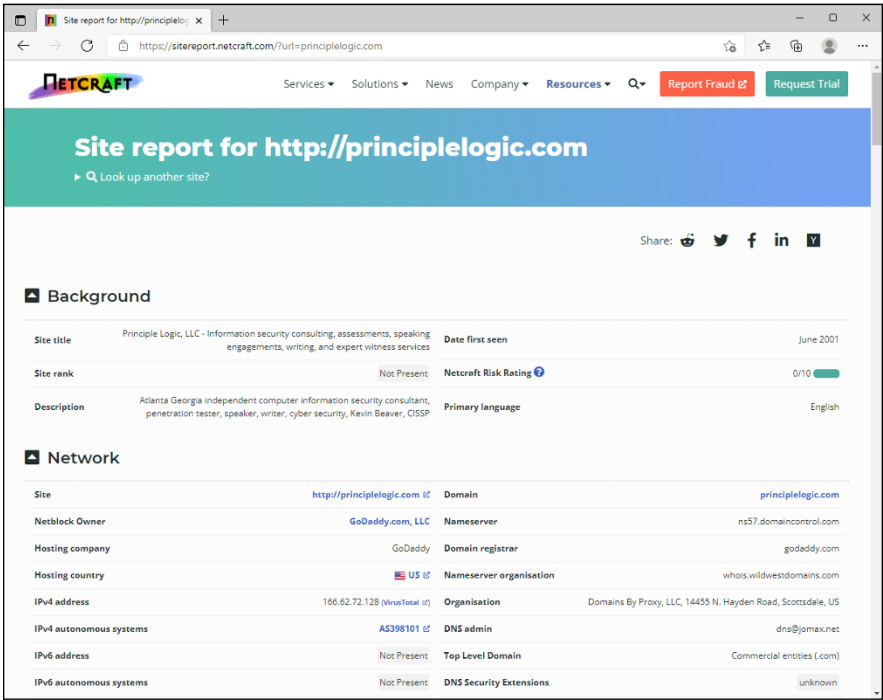 Site report for http://principlelog
https://sitereport.netcraft.com/?url=principlelogic.com
NETCRAFT
Services
Solutions
News
Company
Resources
Report Fraud
Request Trial
Site report for http://principlelogic.com
Look up another site?
Share:
Background
Site title
Principle Logic, LLC - Information security consulting, assessments, speaking
engagements, writing, and expert witness services
Date first seen
June 2001
Site rank
Not Present
Netcraft Risk Rating ?
0/10
Description
Atlanta Georgia independent computer information security consultant,
penetration tester, speaker, writer, cyber security, Kevin Beaver, CISSP
Primary language
English
Network
Site
http://principlelogic.com
Domain
principlelogic.com
Netblock Owner
GoDaddy.com, LLC
Nameserver
ns57.domaincontrol.com
Hosting company
GoDaddy
Domain registrar
godaddy.com
Hosting country
US
Nameserver organisation
whois.wildwestdomains.com
IPv4 address
166.62.72.128 (VirusTotal)
Organisation
Domains By Proxy, LLC, 14455 N. Hayden Road, Scottsdale, US
IPv4 autonomous systems
AS398101
DNS admin
dns@jomax.net
IPv6 address
Not Present
Top Level Domain
Commercial entities (.com)
IPv6 autonomous systems
Not Present
DNS Security Extensions
unknown